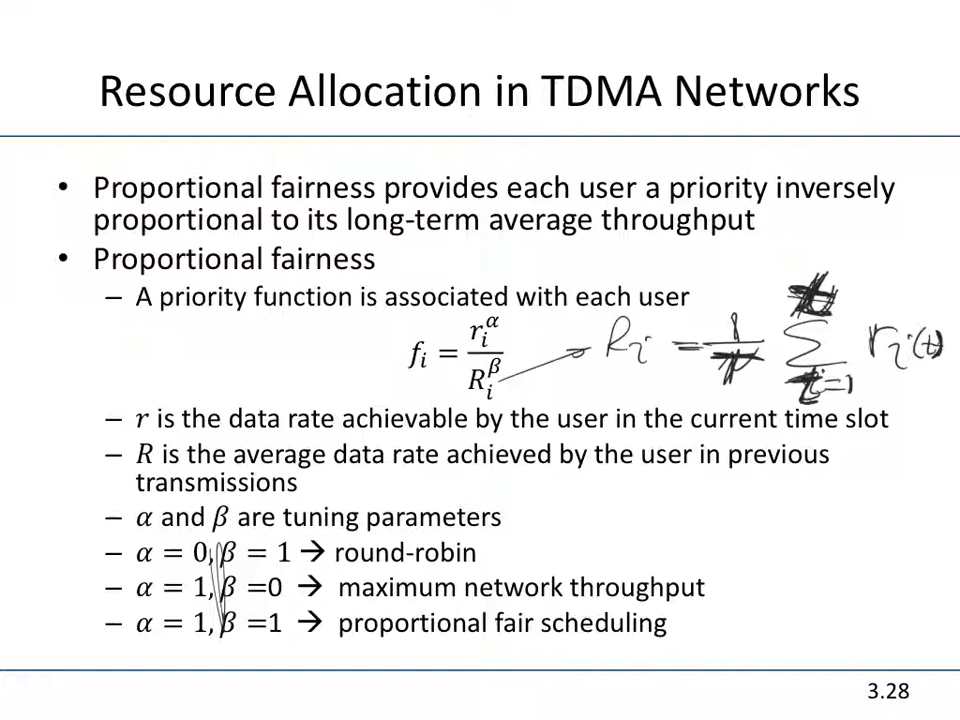 Resource Allocation in TDMA Networks
• Proportional fairness provides each user a priority inversely
proportional to its long-term average throughput
• Proportional fairness
– A priority function is associated with each user
f_i = r_i^α / R_i^β
R_i = 1/ ∑ i=1 r_i(t)
– r is the data rate achievable by the user in the current time slot
– R is the average data rate achieved by the user in previous
transmissions
– α and β are tuning parameters
– α = 0, β = 1 → round-robin
– α = 1, β =0 → maximum network throughput
– α = 1, β =1 → proportional fair scheduling
3.28